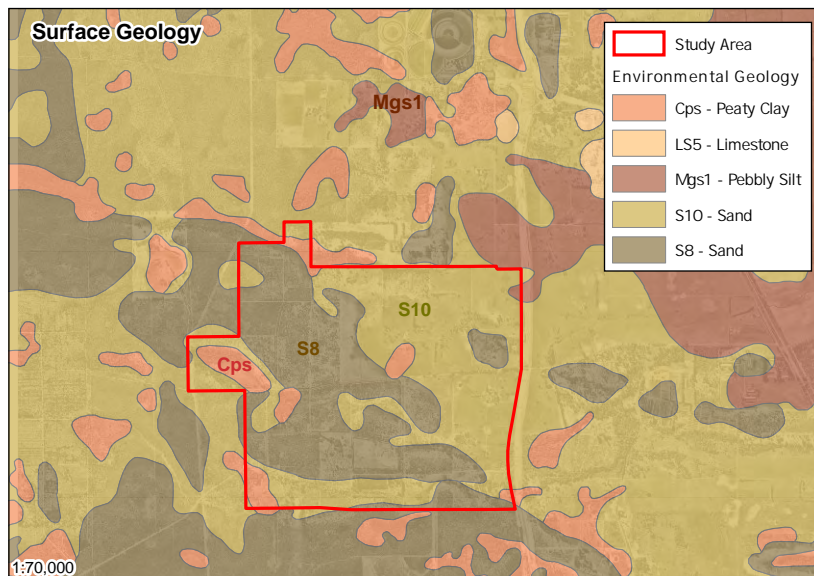 Surface Geology
Study Area
Environmental Geology
Cps - Peaty Clay
LS5 - Limestone
Mgs1 - Pebbly Silt
S10 - Sand
S8 - Sand
Mgs1
S10
S8
Cps
1:70,000